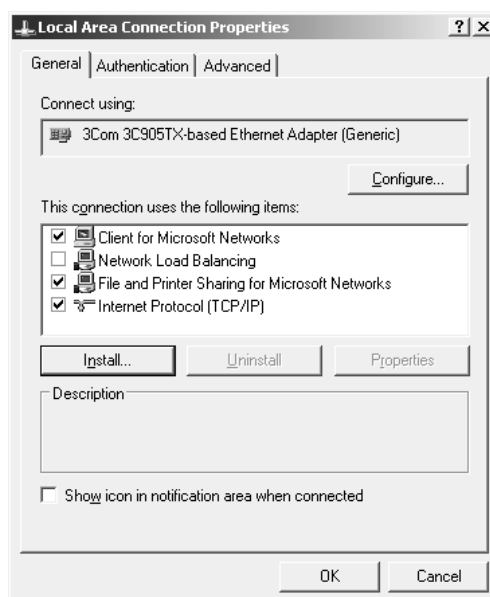 Local Area Connection Properties ? ×
General Authentication Advanced
Connect using:
3Com 3C905TX-based Ethernet Adapter (Generic)
Configure...
This connection uses the following items:
Client for Microsoft Networks
Network Load Balancing
File and Printer Sharing for Microsoft Networks
Internet Protocol (TCP/IP)
Install... Uninstall Properties
Description
Show icon in notification area when connected
OK Cancel